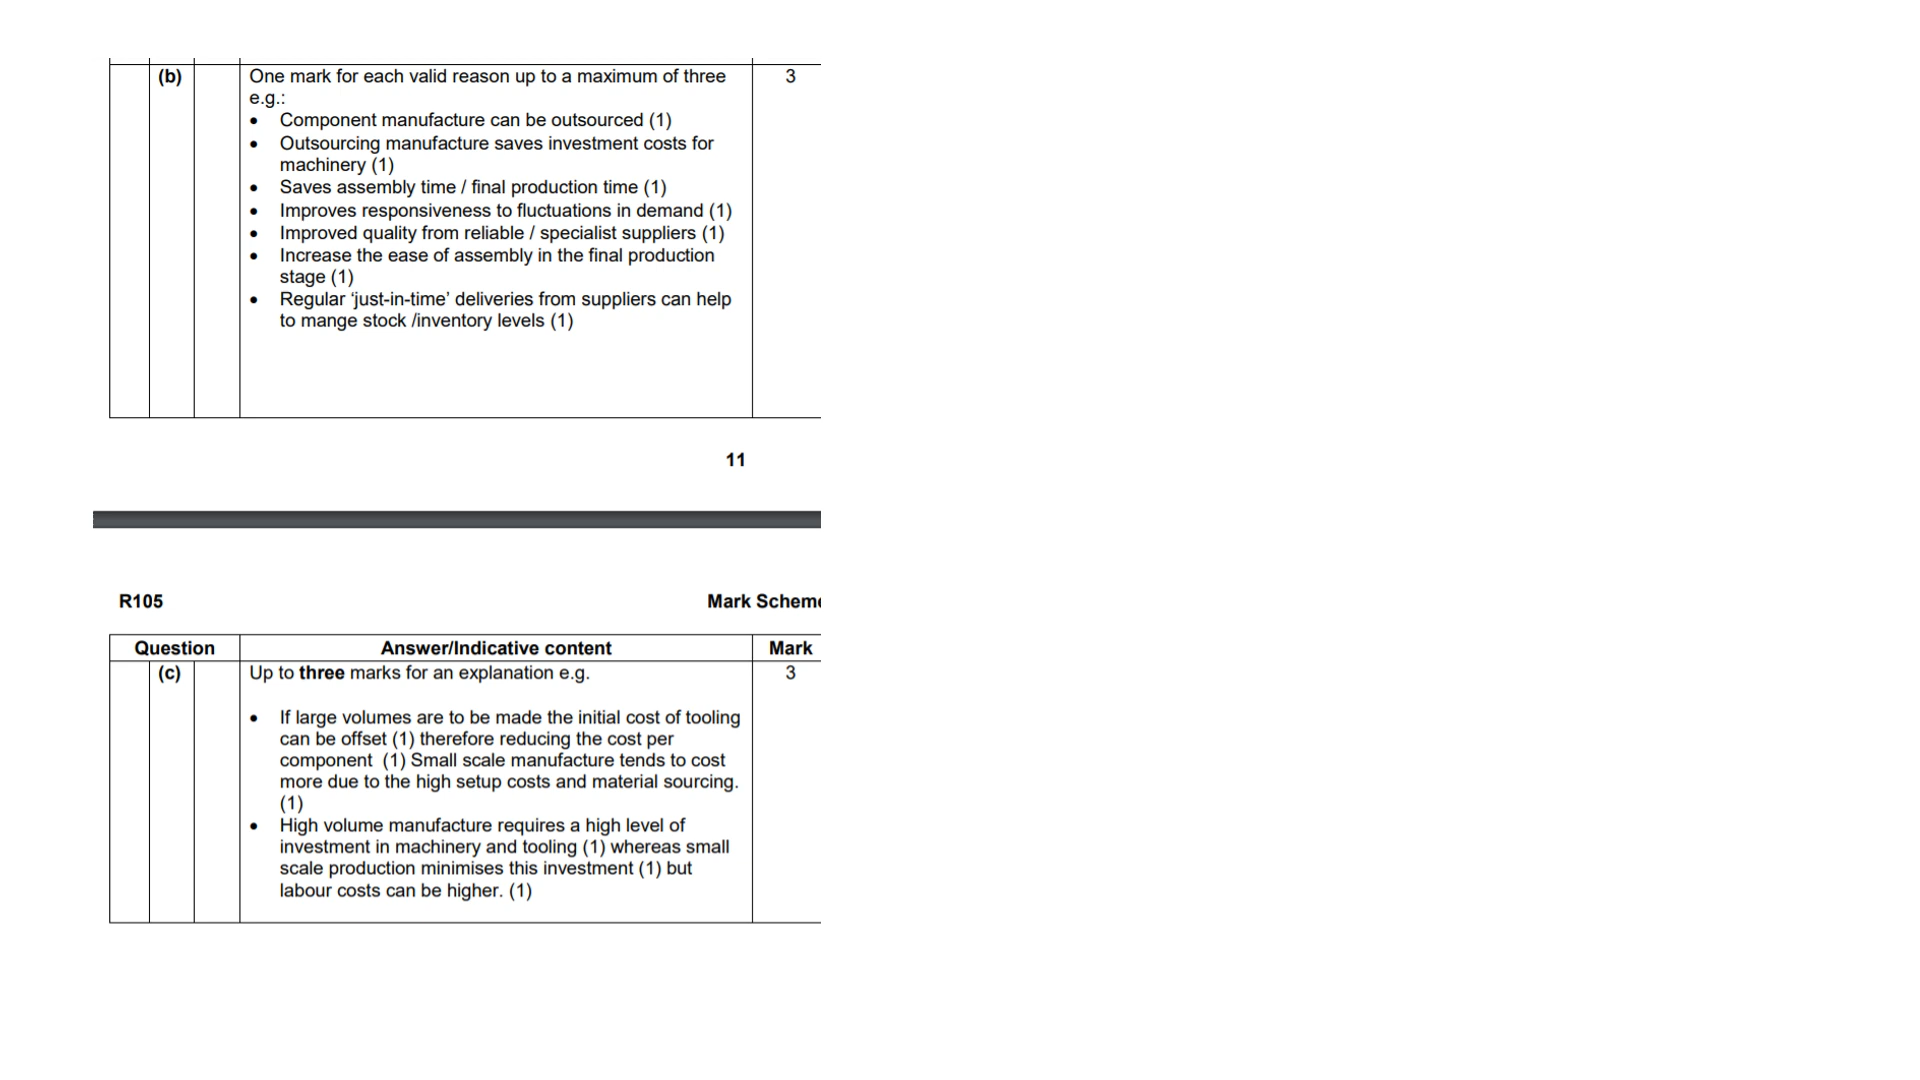 (b) One mark for each valid reason up to a maximum of three 3
e.g.:
• Component manufacture can be outsourced (1)
• Outsourcing manufacture saves investment costs for
machinery (1)
• Saves assembly time / final production time (1)
• Improves responsiveness to fluctuations in demand (1)
• Improved quality from reliable / specialist suppliers (1)
• Increase the ease of assembly in the final production
stage (1)
• Regular ‘just-in-time’ deliveries from suppliers can help
to mange stock /inventory levels (1)
11
R105 Mark Scheme
Question Answer/Indicative content Mark
(c) Up to three marks for an explanation e.g. 3
• If large volumes are to be made the initial cost of tooling
can be offset (1) therefore reducing the cost per
component (1) Small scale manufacture tends to cost
more due to the high setup costs and material sourcing.
(1)
• High volume manufacture requires a high level of
investment in machinery and tooling (1) whereas small
scale production minimises this investment (1) but
labour costs can be higher. (1)